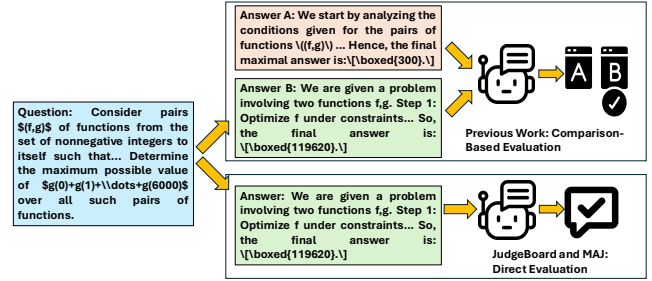 Question: Consider pairs
$(f,g)$ of functions from the
set of nonnegative integers to
itself such that... Determine
the maximum possible value
of $g(0)+g(1)+\\dots+g(6000)$
over all such pairs of
functions.
Answer A: We start by analyzing the
conditions given for the pairs of
functions \((f,g)\) ... Hence, the final
maximal answer is:\[\boxed{300}.\]
Answer B: We are given a problem
involving two functions f,g. Step 1:
Optimize f under constraints... So,
the final answer is:
\[\boxed{119620}.\]
A
B
Previous Work: Comparison-
Based Evaluation
Answer: We are given a problem
involving two functions f,g. Step 1:
Optimize f under constraints... So,
the final answer is:
\[\boxed{119620}.\]
JudgeBoard and MAJ:
Direct Evaluation